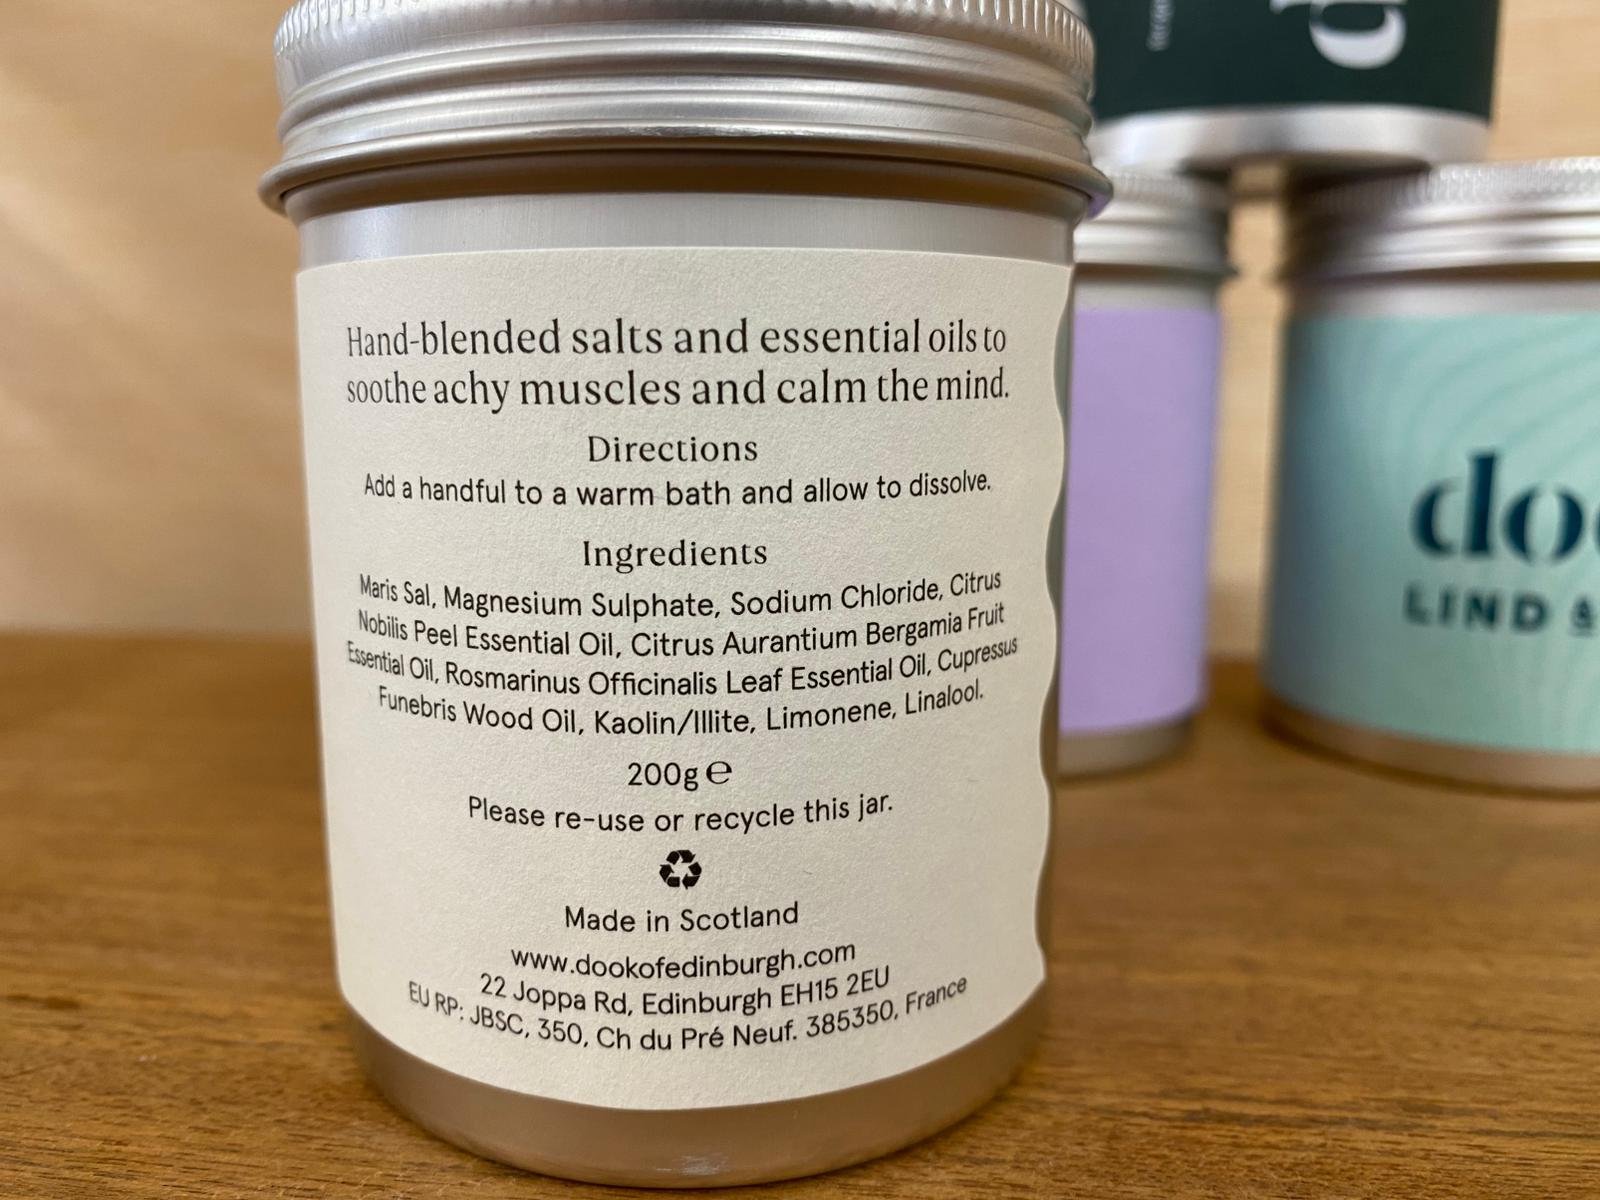 Hand-blended salts and essential oils to
soothe achy muscles and calm the mind.
Directions
Add a handful to a warm bath and allow to dissolve.
Ingredients
Maris Sal, Magnesium Sulphate, Sodium Chloride, Citrus
Nobilis Peel Essential Oil, Citrus Aurantium Bergamia Fruit
Essential Oil, Rosmarinus Officinalis Leaf Essential Oil, Cupressus
Funebris Wood Oil, Kaolin/Illite, Limonene, Linalool.
200g ℮
Please re-use or recycle this jar.
Made in Scotland
www.dookofedinburgh.com
22 Joppa Rd, Edinburgh EH15 2EU
EU RP: JBSC, 350, Ch du Pré Neuf. 385350, France
LIND &